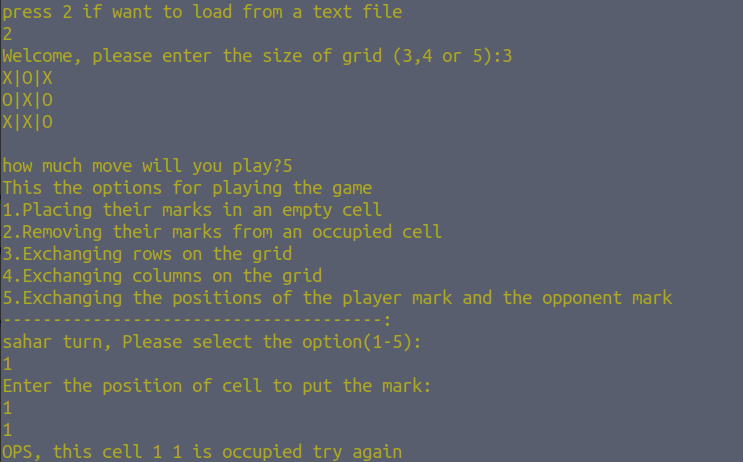 press 2 if want to load from a text file
2
Welcome, please enter the size of grid (3,4 or 5):3
X|O|X
O|X|O
X|X|O
how much move will you play?5
This the options for playing the game
1.Placing their marks in an empty cell
2.Removing their marks from an occupied cell
3.Exchanging rows on the grid
4.Exchanging columns on the grid
5.Exchanging the positions of the player mark and the opponent mark
--------------------------------------:
sahar turn, Please select the option(1-5):
1
Enter the position of cell to put the mark:
1
1
OPS, this cell 1 1 is occupied try again